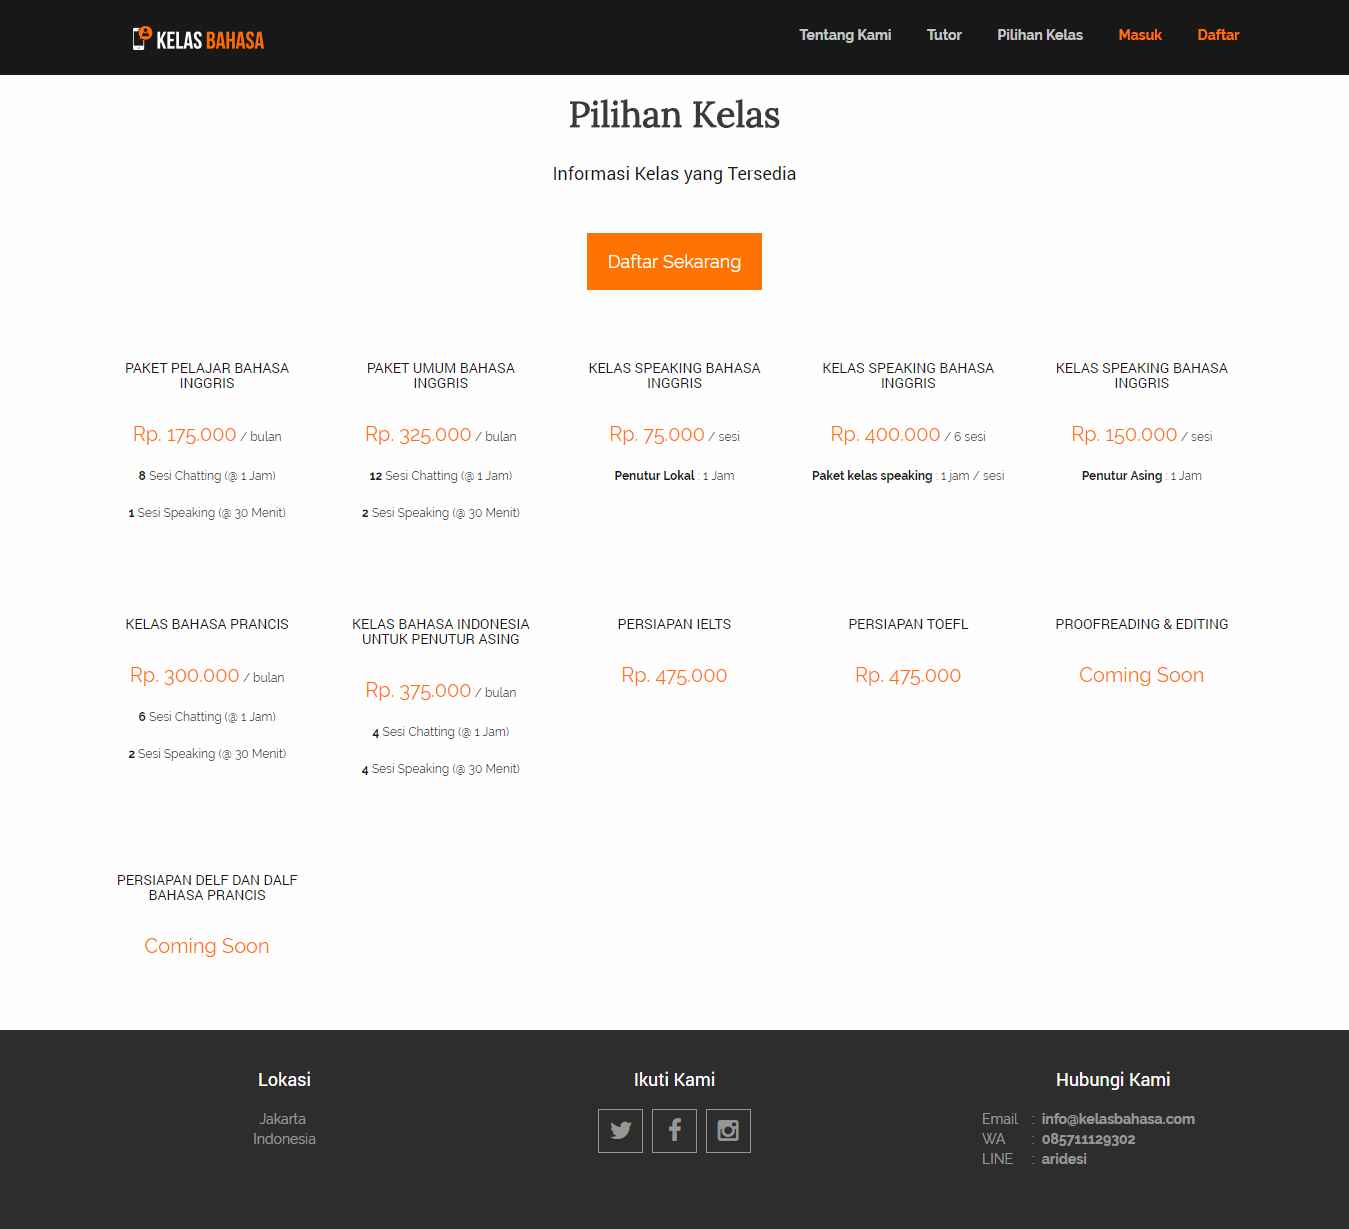 KELAS BAHASA
Tentang Kami
Tutor
Pilihan Kelas
Masuk
Daftar
Pilihan Kelas
Informasi Kelas yang Tersedia
Daftar Sekarang
PAKET PELAJAR BAHASA
INGGRIS
Rp. 175.000 / bulan
8 Sesi Chatting (@ 1 Jam)
1 Sesi Speaking (@ 30 Menit)
PAKET UMUM BAHASA
INGGRIS
Rp. 325.000 / bulan
12 Sesi Chatting (@ 1 Jam)
2 Sesi Speaking (@ 30 Menit)
KELAS SPEAKING BAHASA
INGGRIS
Rp. 75.000 / sesi
Penutur Lokal : 1 Jam
KELAS SPEAKING BAHASA
INGGRIS
Rp. 400.000 / 6 sesi
Paket kelas speaking : 1 jam / sesi
KELAS SPEAKING BAHASA
INGGRIS
Rp. 150.000 / sesi
Penutur Asing : 1 Jam
KELAS BAHASA PRANCIS
Rp. 300.000 / bulan
6 Sesi Chatting (@ 1 Jam)
2 Sesi Speaking (@ 30 Menit)
KELAS BAHASA INDONESIA
UNTUK PENUTUR ASING
Rp. 375.000 / bulan
4 Sesi Chatting (@ 1 Jam)
4 Sesi Speaking (@ 30 Menit)
PERSIAPAN IELTS
Rp. 475.000
PERSIAPAN TOEFL
Rp. 475.000
PROOFREADING & EDITING
Coming Soon
PERSIAPAN DELF DAN DALF
BAHASA PRANCIS
Coming Soon
Lokasi
Jakarta
Indonesia
Ikuti Kami
Hubungi Kami
Email : info@kelasbahasa.com
WA : 085711129302
LINE : aridesi